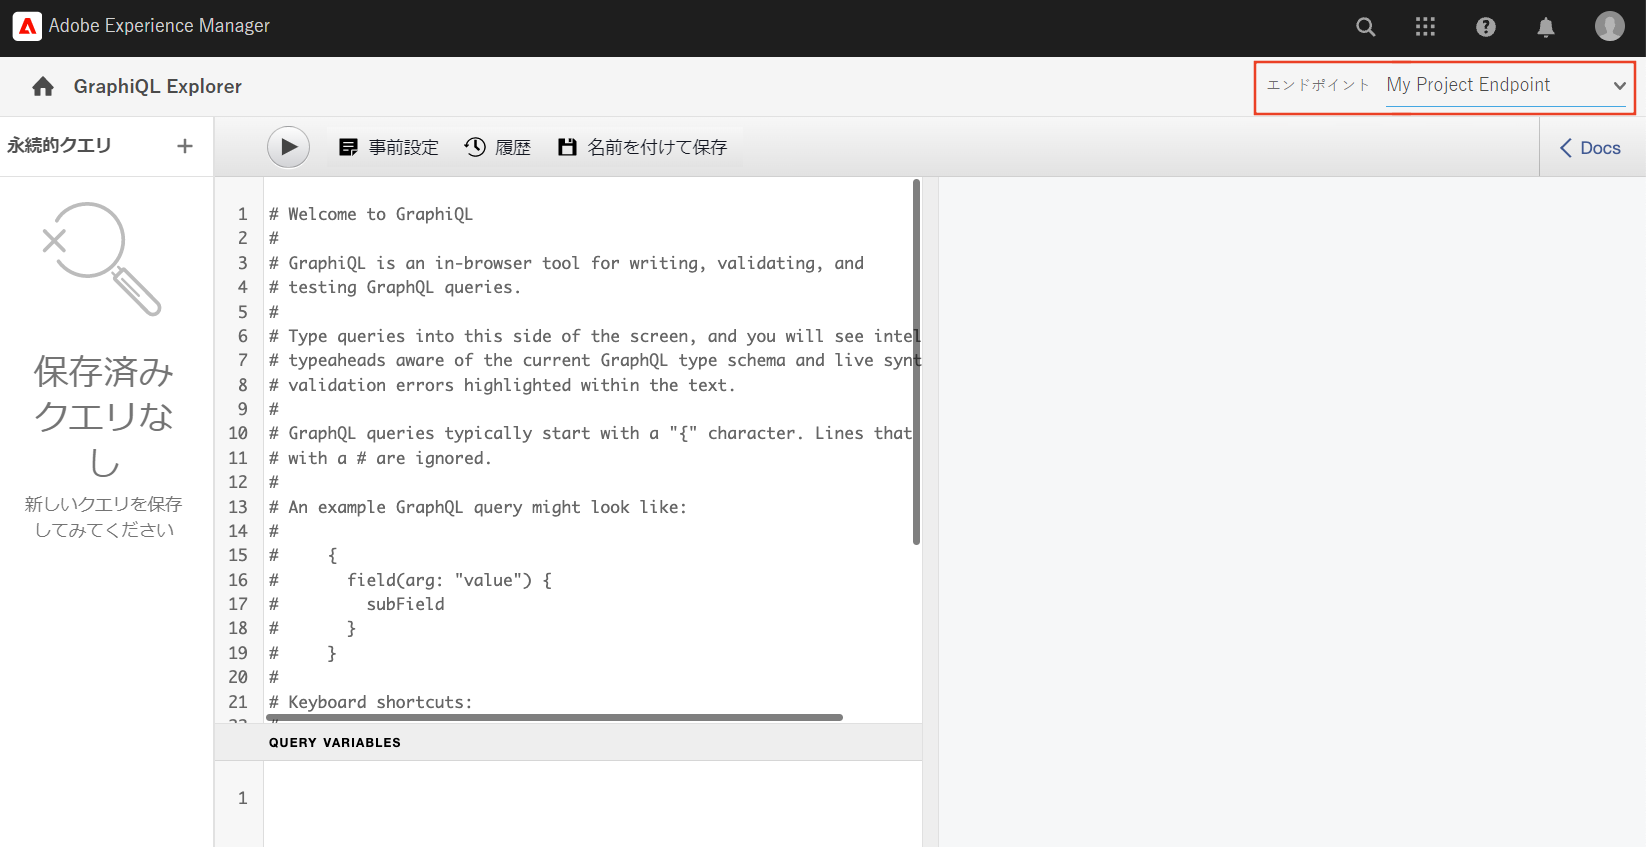 Adobe Experience Manager
GraphiQL Explorer
エンドポイント My Project Endpoint
永続的クエリ +
事前設定 履歴 名前を付けて保存
Docs
保存済み
クエリな
し
新しいクエリを保存
してみてください
1 # Welcome to GraphiQL
2 #
3 # GraphiQL is an in-browser tool for writing, validating, and
4 # testing GraphQL queries.
5 #
6 # Type queries into this side of the screen, and you will see intel
7 # typeaheads aware of the current GraphQL type schema and live synt
8 # validation errors highlighted within the text.
9 #
10 # GraphQL queries typically start with a "{" character. Lines that
11 # with a # are ignored.
12 #
13 # An example GraphQL query might look like:
14 #
15 #     {
16 #       field(arg: "value") {
17 #         subField
18 #       }
19 #     }
20 #
21 # Keyboard shortcuts:
QUERY VARIABLES
1